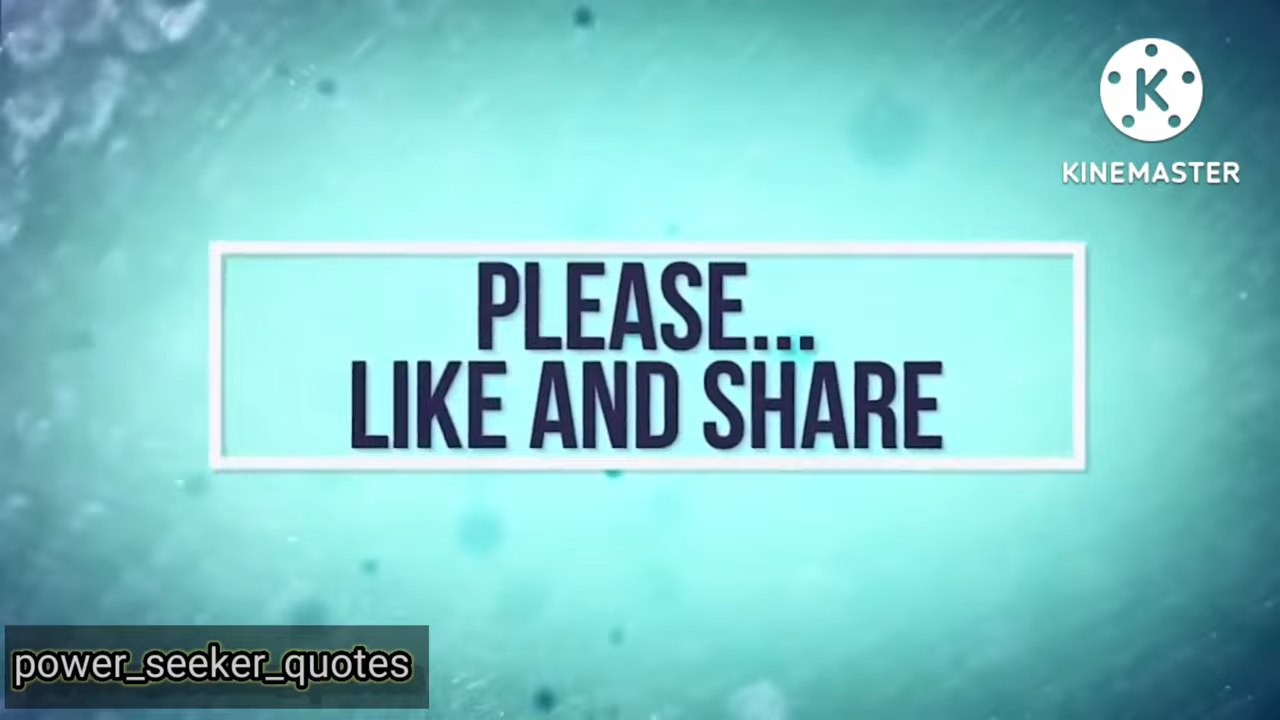 K
KINEMASTER
PLEASE...
LIKE AND SHARE
power_seeker_quotes